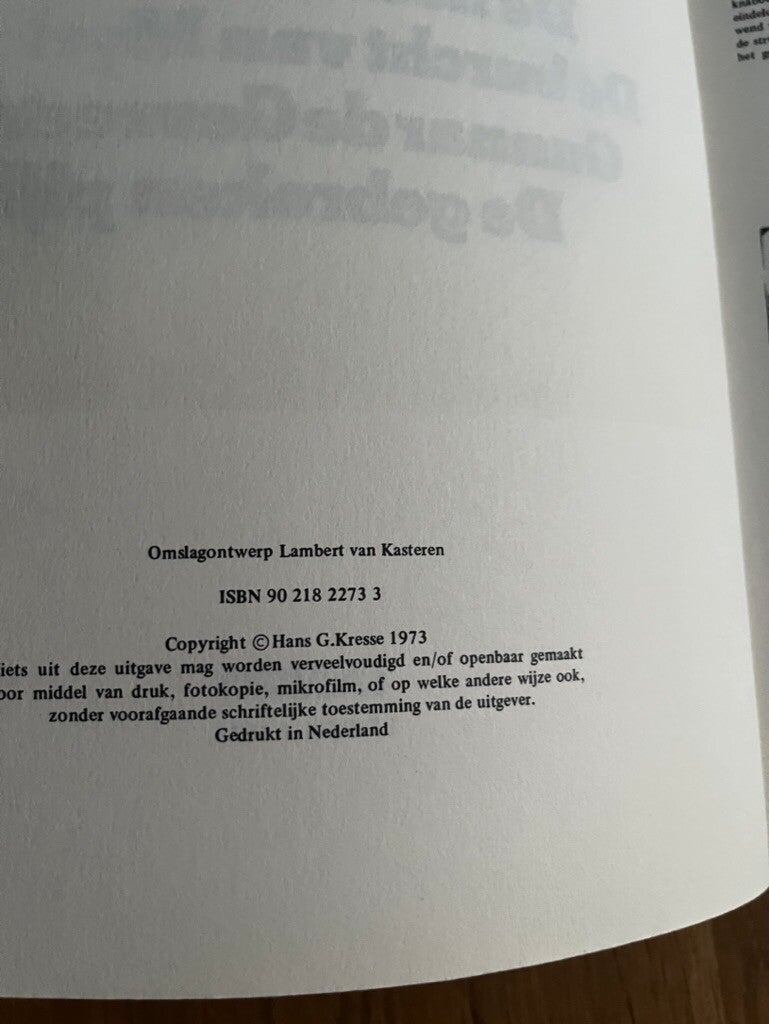 Omslagontwerp Lambert van Kasteren
ISBN 90 218 2273 3
Copyright © Hans G.Kresse 1973
iets uit deze uitgave mag worden verveelvoudigd en/of openbaar gemaakt
oor middel van druk, fotokopie, mikrofilm, of op welke andere wijze ook,
zonder voorafgaande schriftelijke toestemming van de uitgever.
Gedrukt in Nederland